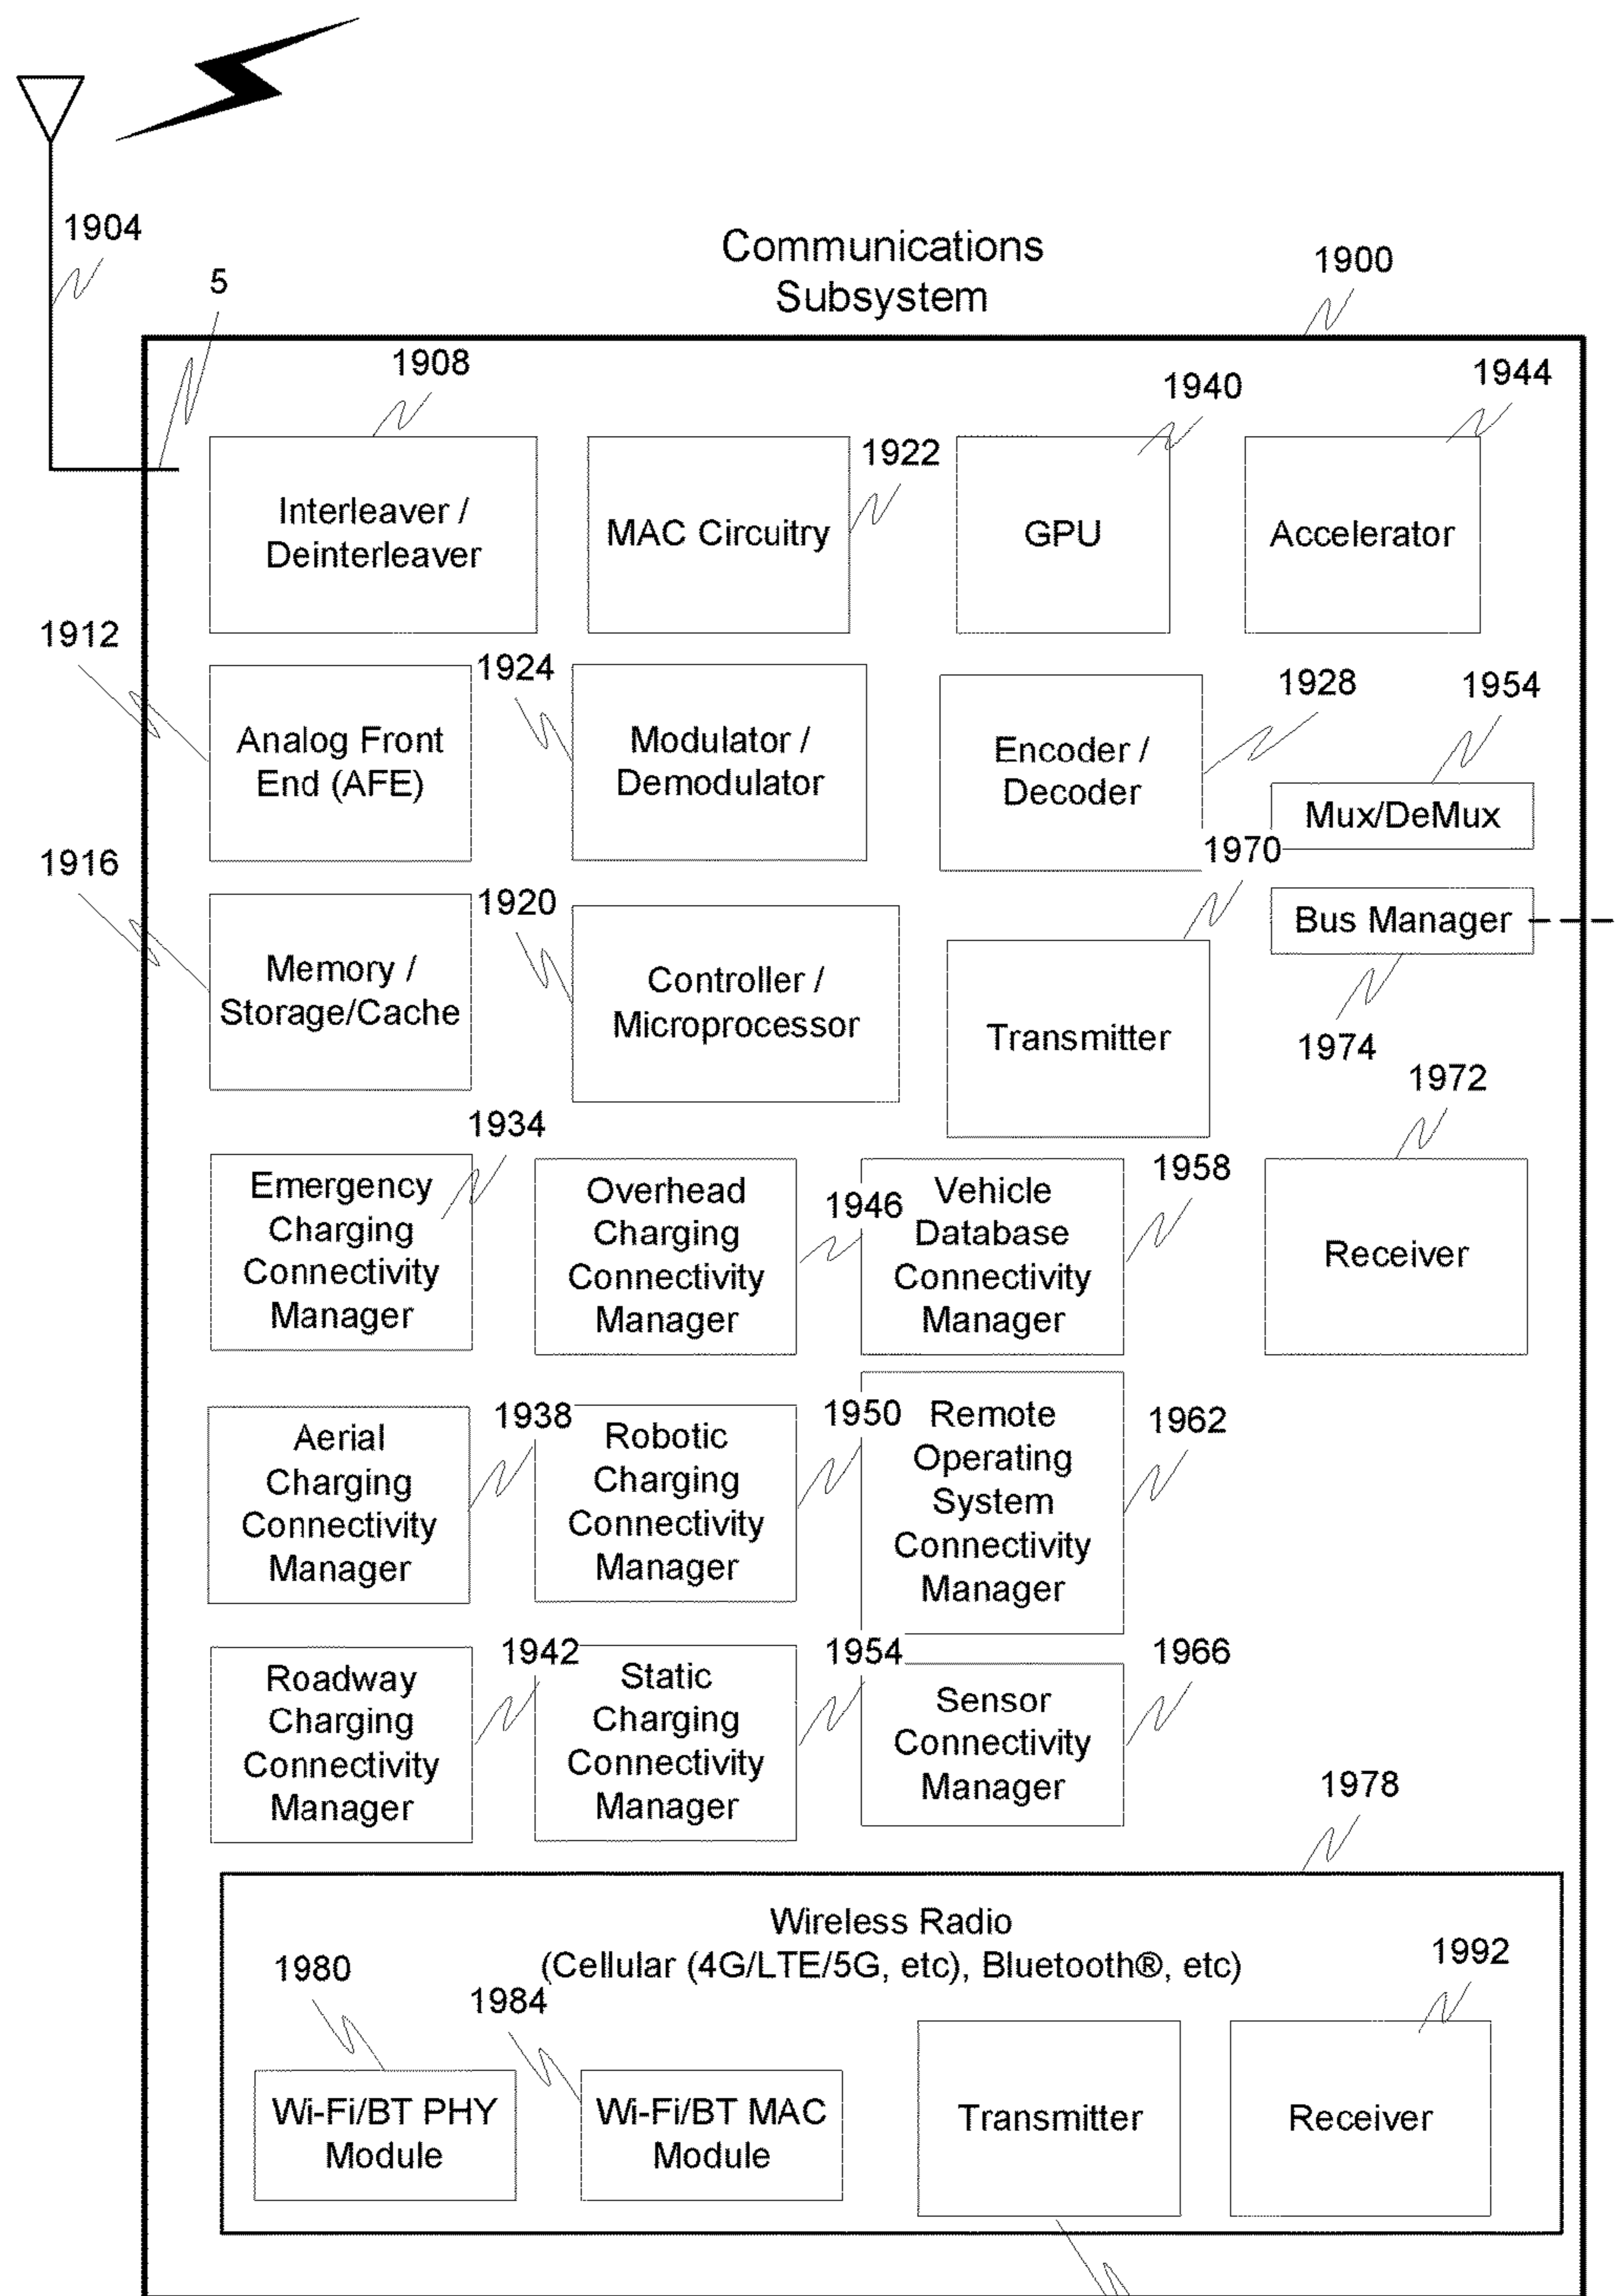 1904
5
Communications
Subsystem
1900
1908
1922
1940
1944
Interleaver /
Deinterleaver
MAC Circuitry
GPU
Accelerator
1912
1924
1928
1954
Analog Front
End (AFE)
Modulator /
Demodulator
Encoder /
Decoder
Mux/DeMux
1916
1920
1970
Memory /
Storage/Cache
Controller /
Microprocessor
Transmitter
Bus Manager
1974
1972
1934
1946
1958
Emergency
Charging
Connectivity
Manager
Overhead
Charging
Connectivity
Manager
Vehicle
Database
Connectivity
Manager
Receiver
1938
1950
1962
Aerial
Charging
Connectivity
Manager
Robotic
Charging
Connectivity
Manager
Remote
Operating
System
Connectivity
Manager
1942
1954
1966
Roadway
Charging
Connectivity
Manager
Static
Charging
Connectivity
Manager
Sensor
Connectivity
Manager
1978
Wireless Radio
(Cellular (4G/LTE/5G, etc), Bluetooth®, etc)
1980
1984
1992
Wi-Fi/BT PHY
Module
Wi-Fi/BT MAC
Module
Transmitter
Receiver